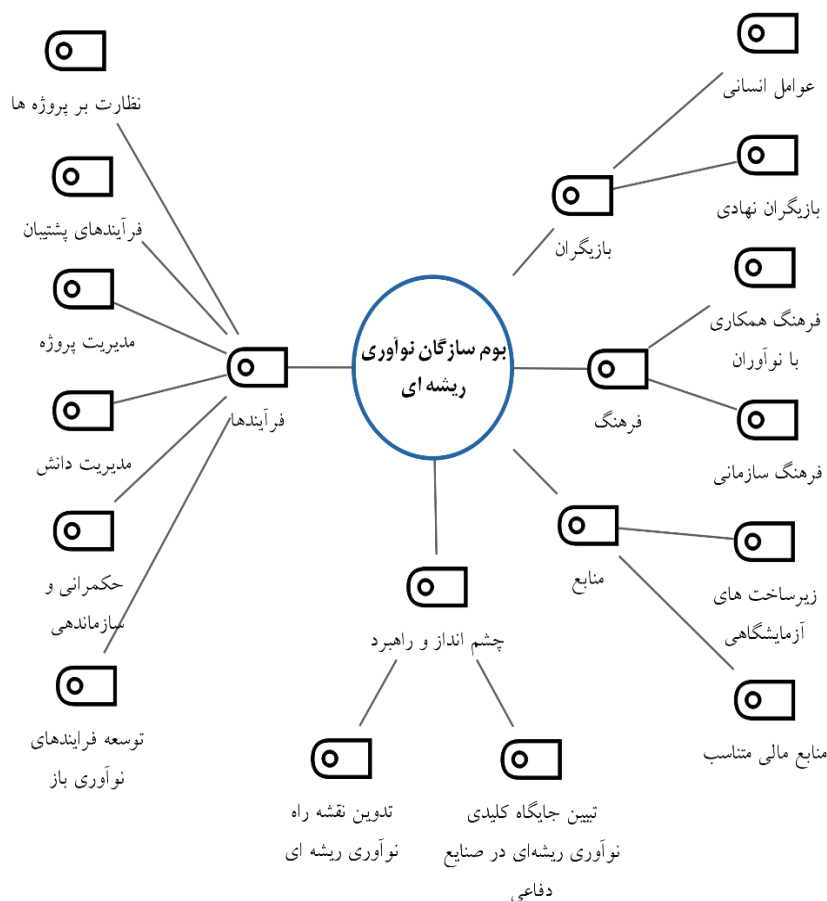 بوم سازگان نوآوری
ریشه ای
بازیگران
عوامل انسانی
بازیگران نهادی
فرهنگ
فرهنگ همکاری
با نوآوران
فرهنگ سازمانی
منابع
زیرساخت های
آزمایشگاهی
منابع مالی متناسب
چشم انداز و راهبرد
تبیین جایگاه کلیدی
نوآوری ریشه‌ای در صنایع
دفاعی
تدوین نقشه راه
نوآوری ریشه ای
فرآیندها
نظارت بر پروژه ها
فرآیندهای پشتیبان
مدیریت پروژه
مدیریت دانش
حکمرانی و
سازماندهی
توسعه فرایندهای
نوآوری باز